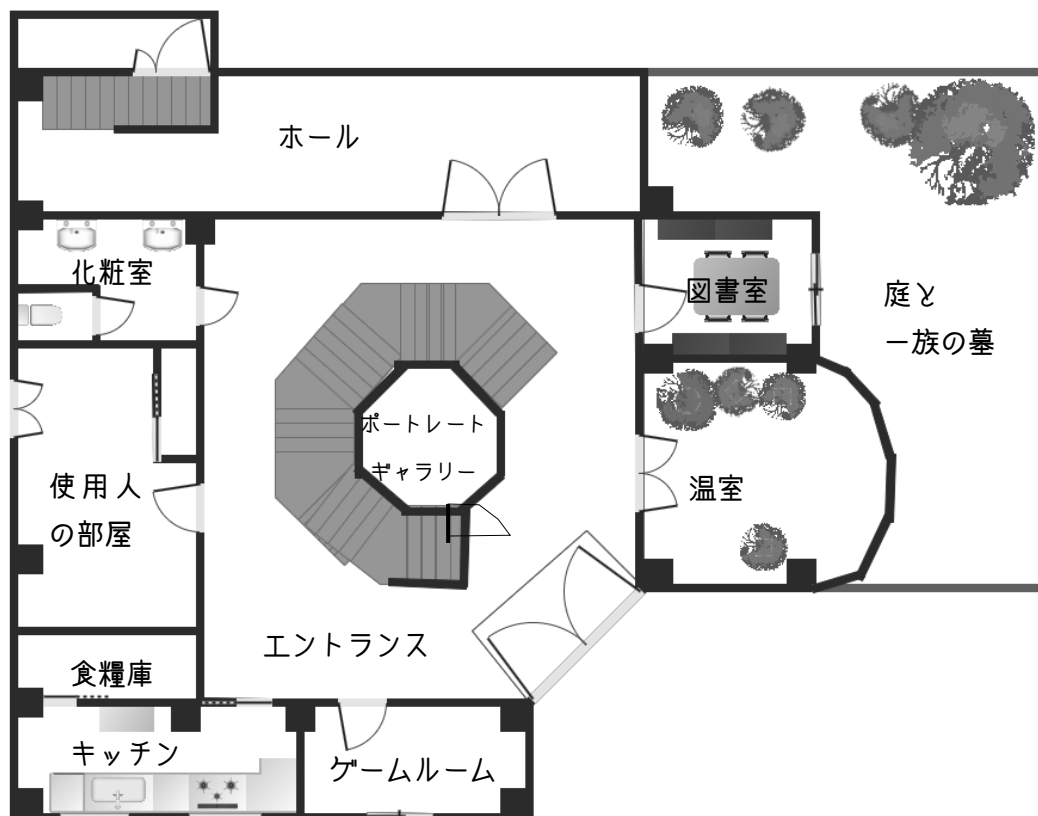 ホール
化粧室
図書室
庭と
一族の墓
ポートレート
ギャラリー
使用人
の部屋
温室
エントランス
食糧庫
キッチン
ゲームルーム